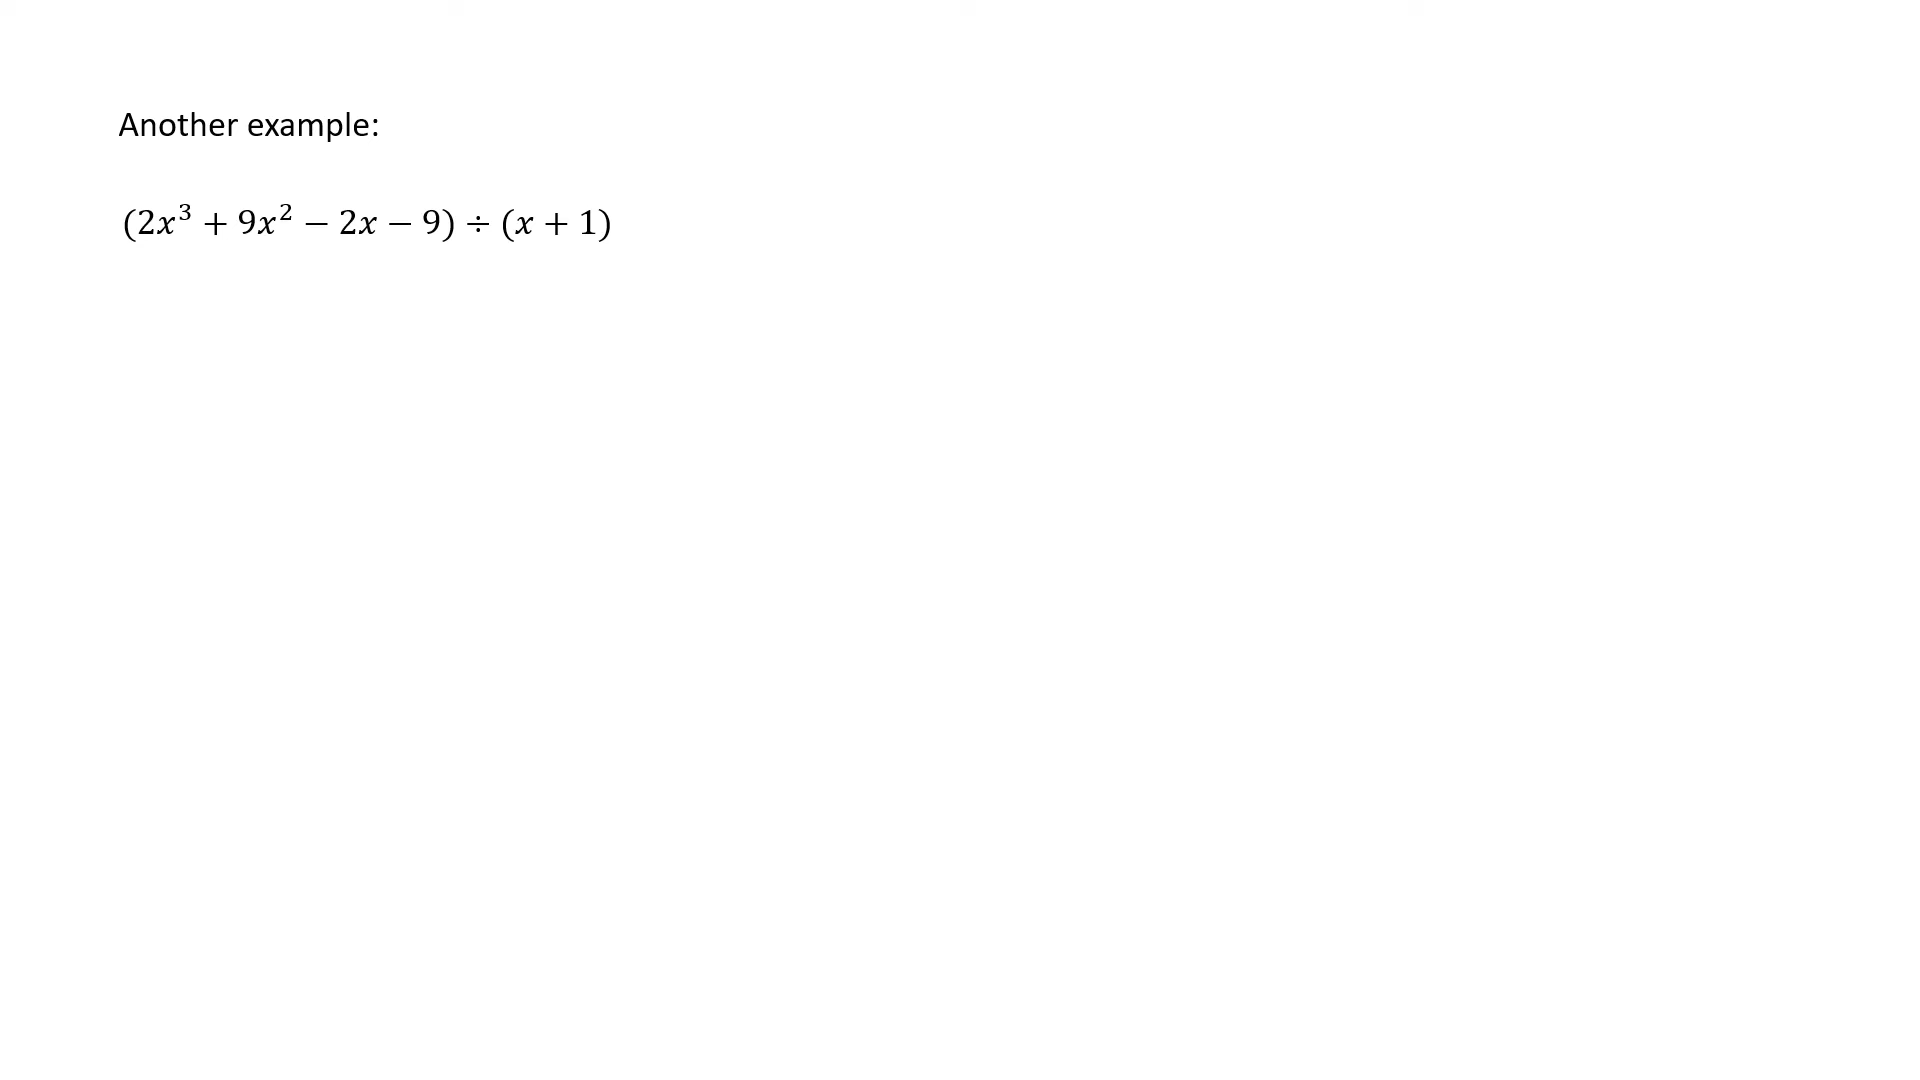 Another example:
(2x³ + 9x² − 2x − 9) ÷ (x + 1)